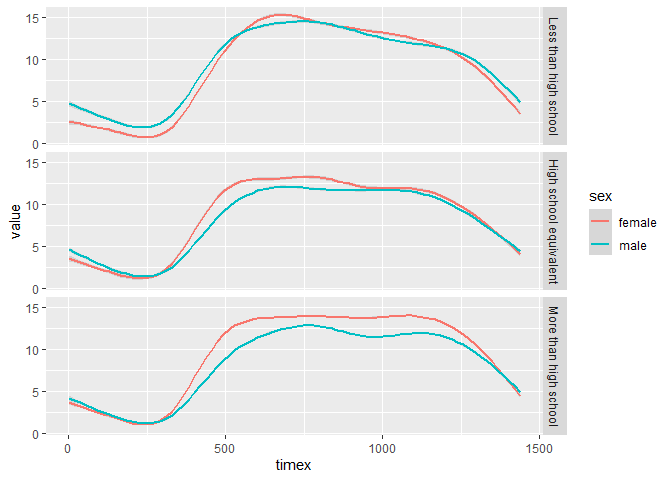 15
10
5
0
Less than high school
15
10
5
0
High school equivalent
15
10
5
0
More than high school
value
0
500
1000
1500
timex
sex
female
male